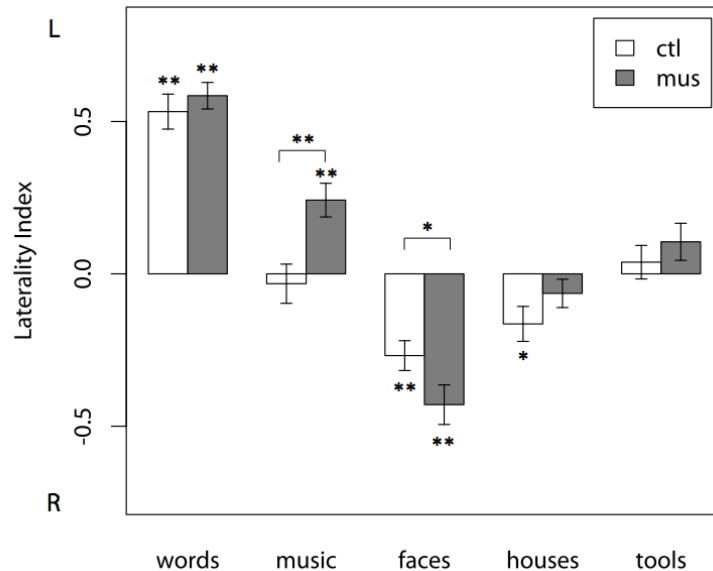 L
ctl
mus
** **
**
**
*
0.5
0.0
-0.5
Laterality Index
**
**
*
R
words music faces houses tools